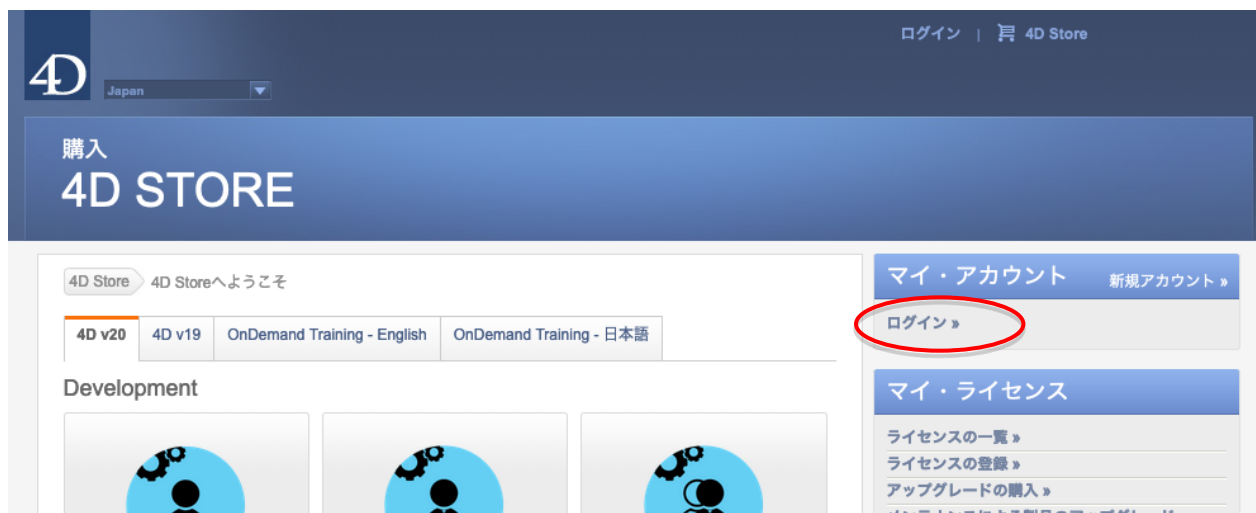 ログイン | 4D Store
4D
Japan
購入
4D STORE
4D Store 4D Storeへようこそ
4D v20 4D v19 OnDemand Training - English OnDemand Training - 日本語
Development
マイ・アカウント 新規アカウント »
ログイン »
マイ・ライセンス
ライセンスの一覧 »
ライセンスの登録 »
アップグレードの購入 »